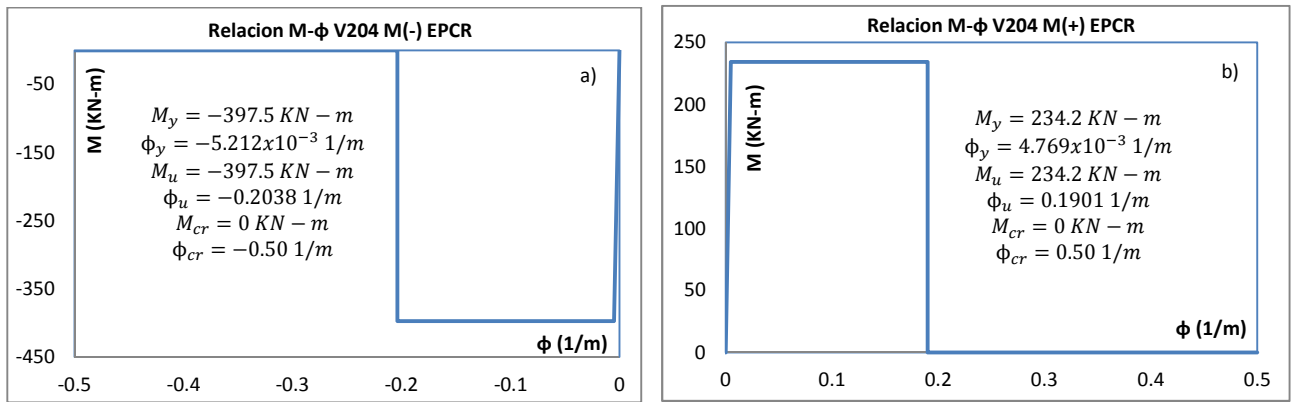 Relacion M-ϕ V204 M(-) EPCR
a)
M (KN-m)
-50
-150
-250
-350
-450
M_y = −397.5 KN − m
ϕ_y = −5.212x10^{−3} 1/m
M_u = −397.5 KN − m
ϕ_u = −0.2038 1/m
M_cr = 0 KN − m
ϕ_cr = −0.50 1/m
ϕ (1/m)
-0.5 -0.4 -0.3 -0.2 -0.1 0
Relacion M-ϕ V204 M(+) EPCR
b)
M (KN-m)
250
200
150
100
50
0
M_y = 234.2 KN − m
ϕ_y = 4.769x10^{−3} 1/m
M_u = 234.2 KN − m
ϕ_u = 0.1901 1/m
M_cr = 0 KN − m
ϕ_cr = 0.50 1/m
ϕ (1/m)
0 0.1 0.2 0.3 0.4 0.5